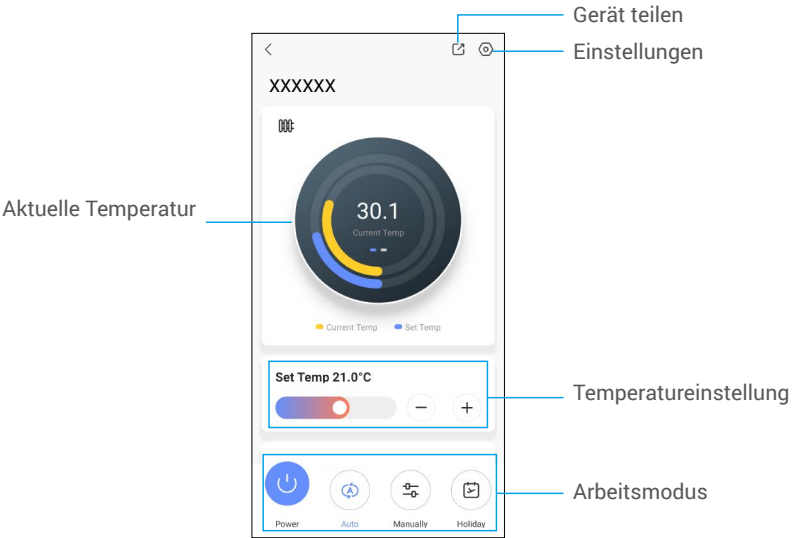 Gerät teilen
Einstellungen
XXXXXX
Aktuelle Temperatur
30.1
Current Temp
Current Temp Set Temp
Set Temp 21.0°C
Temperatureinstellung
Arbeitsmodus
Power Auto Manually Holiday